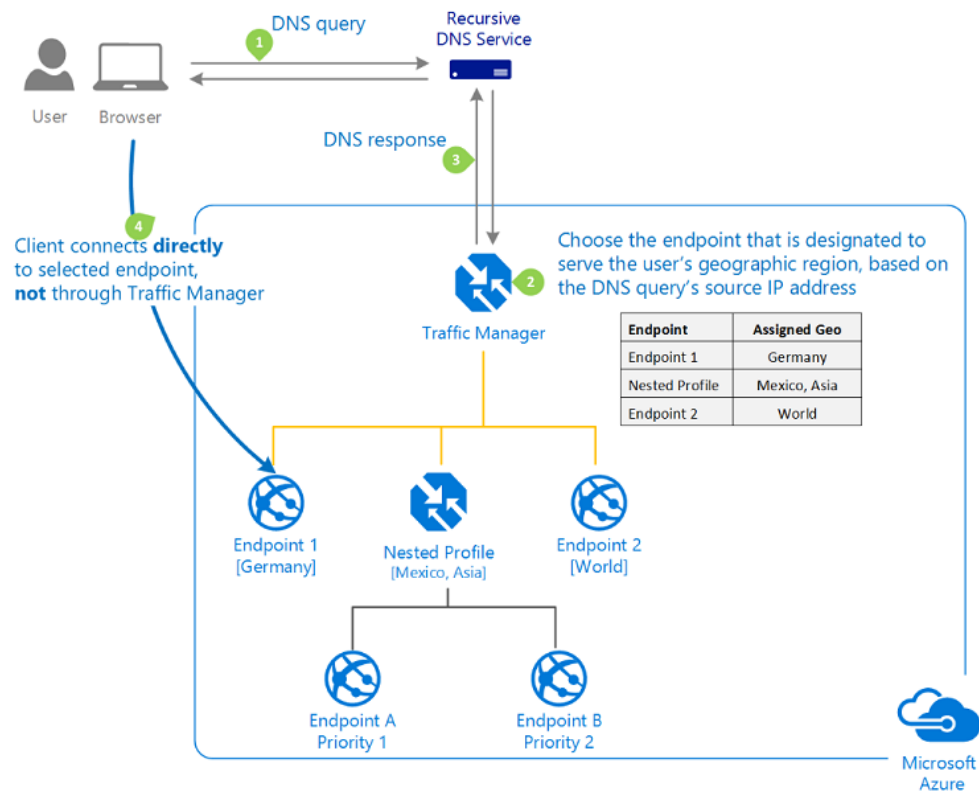 DNS query
1
Recursive
DNS Service
User
Browser
DNS response
3
4
Client connects directly
to selected endpoint,
not through Traffic Manager
2
Choose the endpoint that is designated to
serve the user's geographic region, based on
the DNS query's source IP address
Traffic Manager
Endpoint Assigned Geo
Endpoint 1 Germany
Nested Profile Mexico, Asia
Endpoint 2 World
Endpoint 1
[Germany]
Nested Profile
[Mexico, Asia]
Endpoint 2
[World]
Endpoint A
Priority 1
Endpoint B
Priority 2
Microsoft
Azure